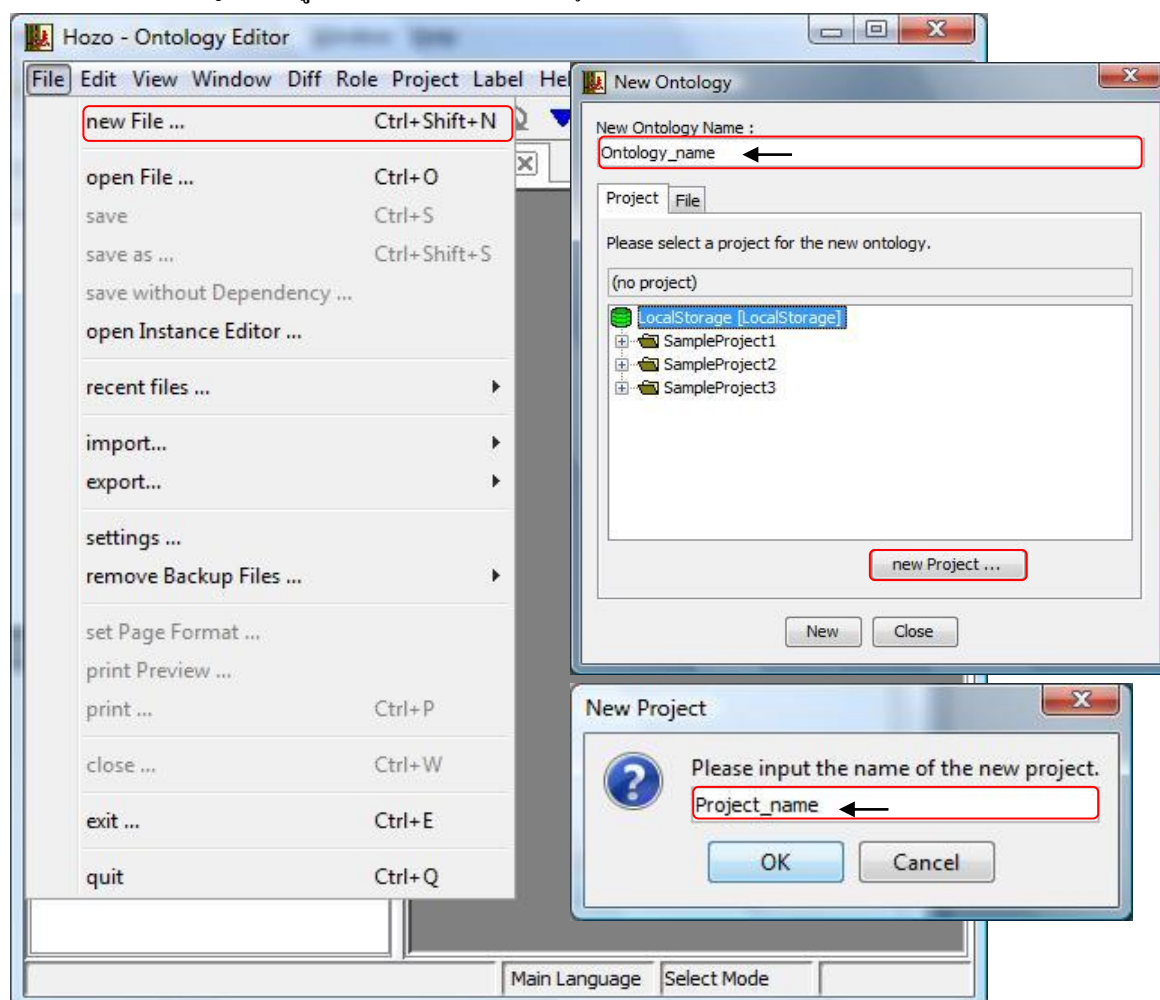 Hozo - Ontology Editor
File Edit View Window Diff Role Project Label Hel
new File ... Ctrl+Shift+N
open File ... Ctrl+O
save Ctrl+S
save as ... Ctrl+Shift+S
save without Dependency ...
open Instance Editor ...
recent files ...
import...
export...
settings ...
remove Backup Files ...
set Page Format ...
print Preview ...
print ... Ctrl+P
close ... Ctrl+W
exit ... Ctrl+E
quit Ctrl+Q
New Ontology
New Ontology Name :
Ontology_name
Project File
Please select a project for the new ontology.
(no project)
LocalStorage [LocalStorage]
SampleProject1
SampleProject2
SampleProject3
new Project ...
New Close
New Project
Please input the name of the new project.
Project_name
OK Cancel
Main Language Select Mode